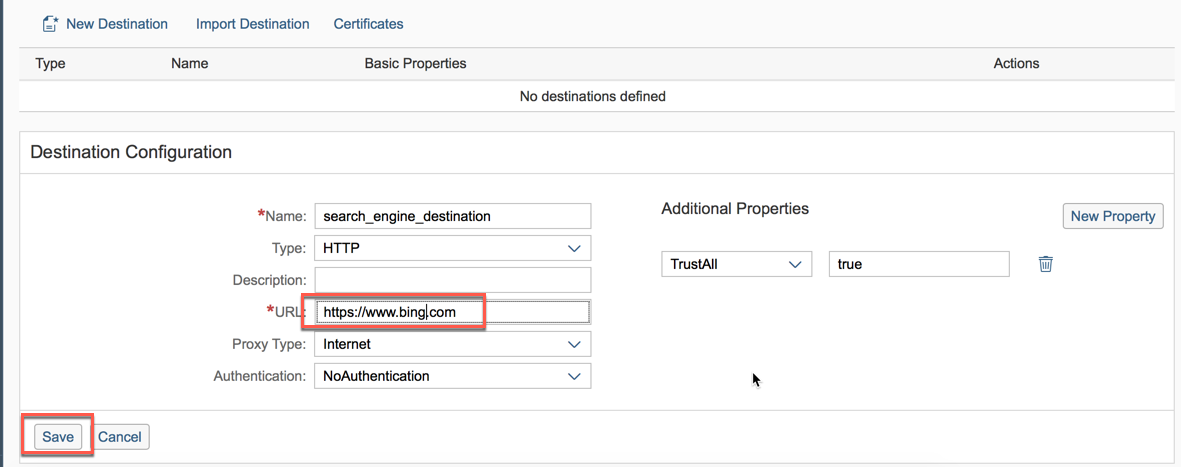 New Destination Import Destination Certificates
Type Name Basic Properties Actions
No destinations defined
Destination Configuration
*Name: search_engine_destination
Type: HTTP
Description:
*URL: https://www.bing.com
Proxy Type: Internet
Authentication: NoAuthentication
Additional Properties
New Property
TrustAll true
Save Cancel